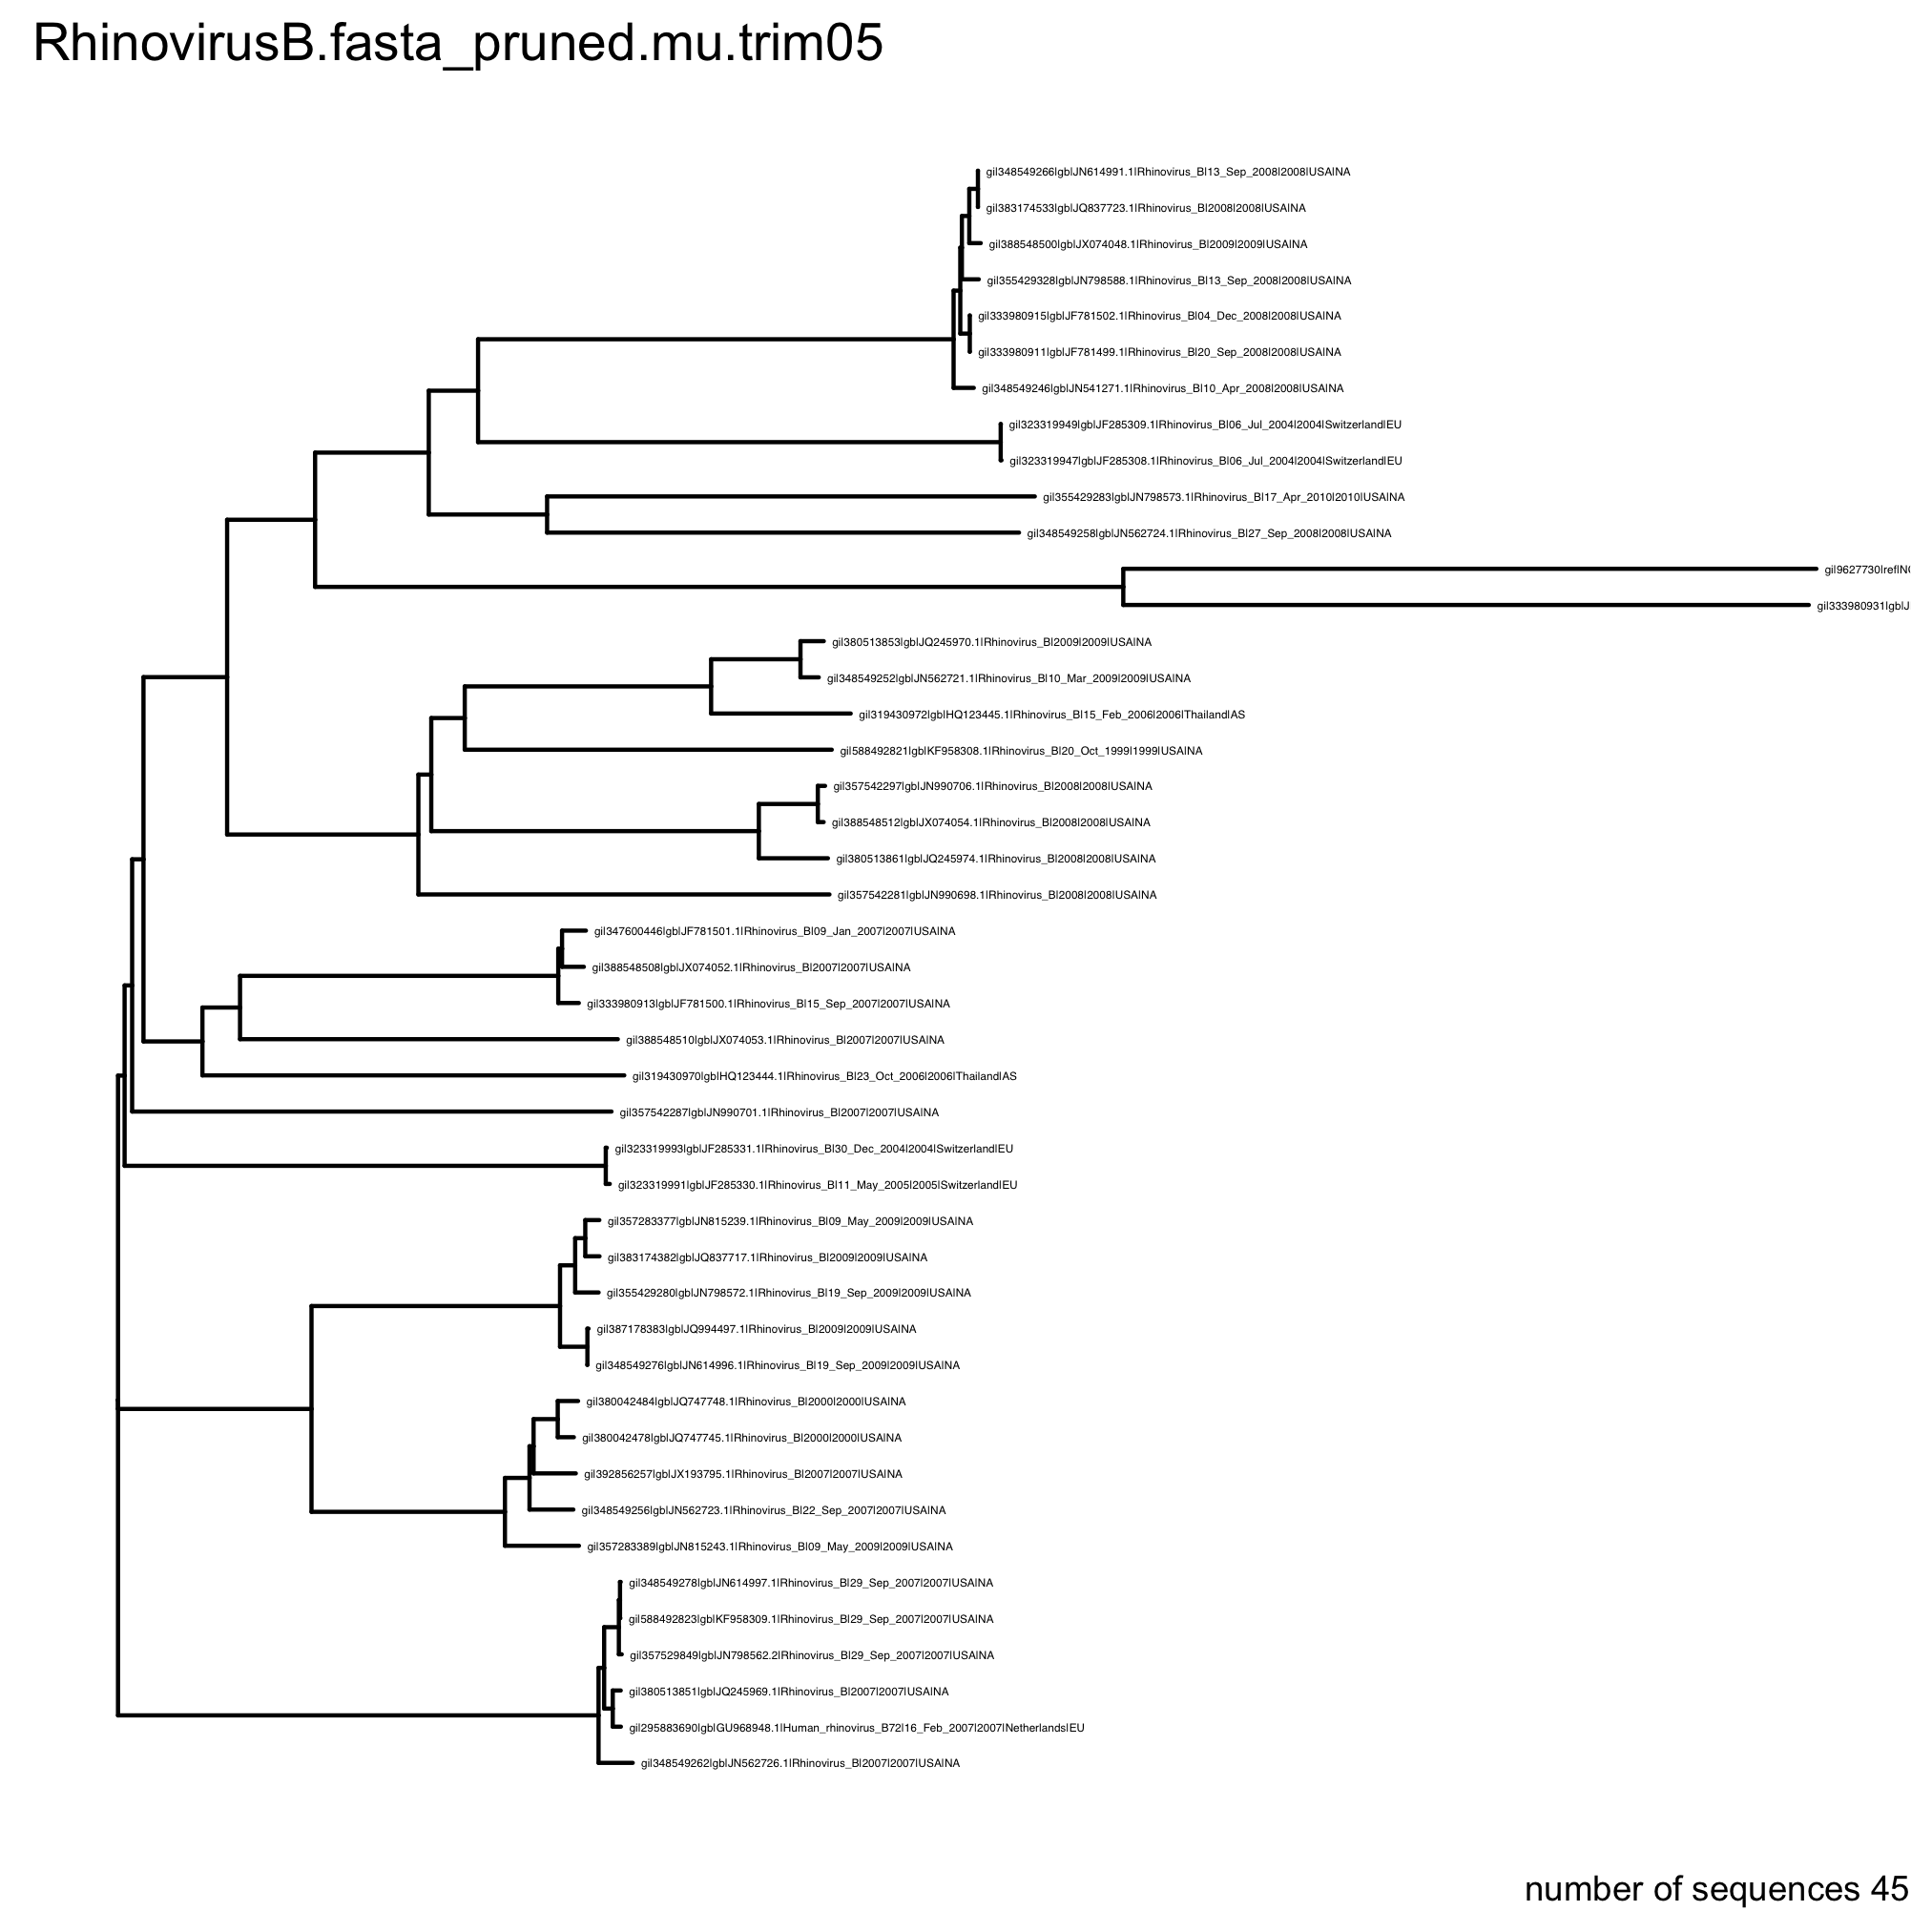 RhinovirusB.fasta_pruned.mu.trim05
gi|348549266|gb|JN614991.1|Rhinovirus_B|13_Sep_2008|2008|USA|NA
gi|383174533|gb|JQ837723.1|Rhinovirus_B|2008|2008|USA|NA
gi|388548500|gb|JX074048.1|Rhinovirus_B|2009|2009|USA|NA
gi|355429328|gb|JN798588.1|Rhinovirus_B|13_Sep_2008|2008|USA|NA
gi|333980915|gb|JF781502.1|Rhinovirus_B|04_Dec_2008|2008|USA|NA
gi|333980911|gb|JF781499.1|Rhinovirus_B|20_Sep_2008|2008|USA|NA
gi|348549246|gb|JN541271.1|Rhinovirus_B|10_Apr_2008|2008|USA|NA
gi|323319949|gb|JF285309.1|Rhinovirus_B|06_Jul_2004|2004|Switzerland|EU
gi|323319947|gb|JF285308.1|Rhinovirus_B|06_Jul_2004|2004|Switzerland|EU
gi|355429283|gb|JN798573.1|Rhinovirus_B|17_Apr_2010|2010|USA|NA
gi|348549258|gb|JN562724.1|Rhinovirus_B|27_Sep_2008|2008|USA|NA
gi|9627730|ref|N
gi|333980931|gb|J
gi|380513853|gb|JQ245970.1|Rhinovirus_B|2009|2009|USA|NA
gi|348549252|gb|JN562721.1|Rhinovirus_B|10_Mar_2009|2009|USA|NA
gi|319430972|gb|HQ123445.1|Rhinovirus_B|15_Feb_2006|2006|Thailand|AS
gi|588492821|gb|KF958308.1|Rhinovirus_B|20_Oct_1999|1999|USA|NA
gi|357542297|gb|JN990706.1|Rhinovirus_B|2008|2008|USA|NA
gi|388548512|gb|JX074054.1|Rhinovirus_B|2008|2008|USA|NA
gi|380513861|gb|JQ245974.1|Rhinovirus_B|2008|2008|USA|NA
gi|357542281|gb|JN990698.1|Rhinovirus_B|2008|2008|USA|NA
gi|347600446|gb|JF781501.1|Rhinovirus_B|09_Jan_2007|2007|USA|NA
gi|388548508|gb|JX074052.1|Rhinovirus_B|2007|2007|USA|NA
gi|333980913|gb|JF781500.1|Rhinovirus_B|15_Sep_2007|2007|USA|NA
gi|388548510|gb|JX074053.1|Rhinovirus_B|2007|2007|USA|NA
gi|319430970|gb|HQ123444.1|Rhinovirus_B|23_Oct_2006|2006|Thailand|AS
gi|357542287|gb|JN990701.1|Rhinovirus_B|2007|2007|USA|NA
gi|323319993|gb|JF285331.1|Rhinovirus_B|30_Dec_2004|2004|Switzerland|EU
gi|323319991|gb|JF285330.1|Rhinovirus_B|11_May_2005|2005|Switzerland|EU
gi|357283377|gb|JN815239.1|Rhinovirus_B|09_May_2009|2009|USA|NA
gi|383174382|gb|JQ837717.1|Rhinovirus_B|2009|2009|USA|NA
gi|355429280|gb|JN798572.1|Rhinovirus_B|19_Sep_2009|2009|USA|NA
gi|387178383|gb|JQ994497.1|Rhinovirus_B|2009|2009|USA|NA
gi|348549276|gb|JN614996.1|Rhinovirus_B|19_Sep_2009|2009|USA|NA
gi|380042484|gb|JQ747748.1|Rhinovirus_B|2000|2000|USA|NA
gi|380042478|gb|JQ747745.1|Rhinovirus_B|2000|2000|USA|NA
gi|392856257|gb|JX193795.1|Rhinovirus_B|2007|2007|USA|NA
gi|348549256|gb|JN562723.1|Rhinovirus_B|22_Sep_2007|2007|USA|NA
gi|357283389|gb|JN815243.1|Rhinovirus_B|09_May_2009|2009|USA|NA
gi|348549278|gb|JN614997.1|Rhinovirus_B|29_Sep_2007|2007|USA|NA
gi|588492823|gb|KF958309.1|Rhinovirus_B|29_Sep_2007|2007|USA|NA
gi|357529849|gb|JN798562.2|Rhinovirus_B|29_Sep_2007|2007|USA|NA
gi|380513851|gb|JQ245969.1|Rhinovirus_B|2007|2007|USA|NA
gi|295883690|gb|GU968948.1|Human_rhinovirus_B72|16_Feb_2007|2007|Netherlands|EU
gi|348549262|gb|JN562726.1|Rhinovirus_B|2007|2007|USA|NA
number of sequences 45